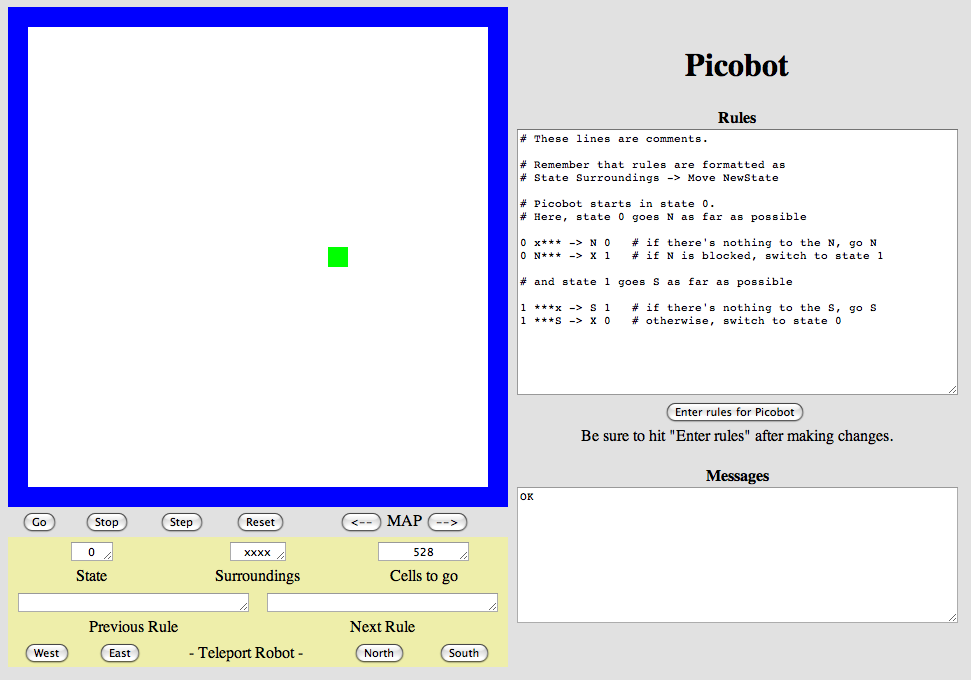 Picobot
Rules
# These lines are comments.
# Remember that rules are formatted as
# State Surroundings -> Move NewState
# Picobot starts in state 0.
# Here, state 0 goes N as far as possible
0 x*** -> N 0   # if there's nothing to the N, go N
0 N*** -> X 1   # if N is blocked, switch to state 1
# and state 1 goes S as far as possible
1 ***x -> S 1   # if there's nothing to the S, go S
1 ***S -> X 0   # otherwise, switch to state 0
Enter rules for Picobot
Be sure to hit "Enter rules" after making changes.
Messages
OK
Go Stop Step Reset <-- MAP -->
0 xxxx 528
State Surroundings Cells to go
Previous Rule Next Rule
West East - Teleport Robot - North South